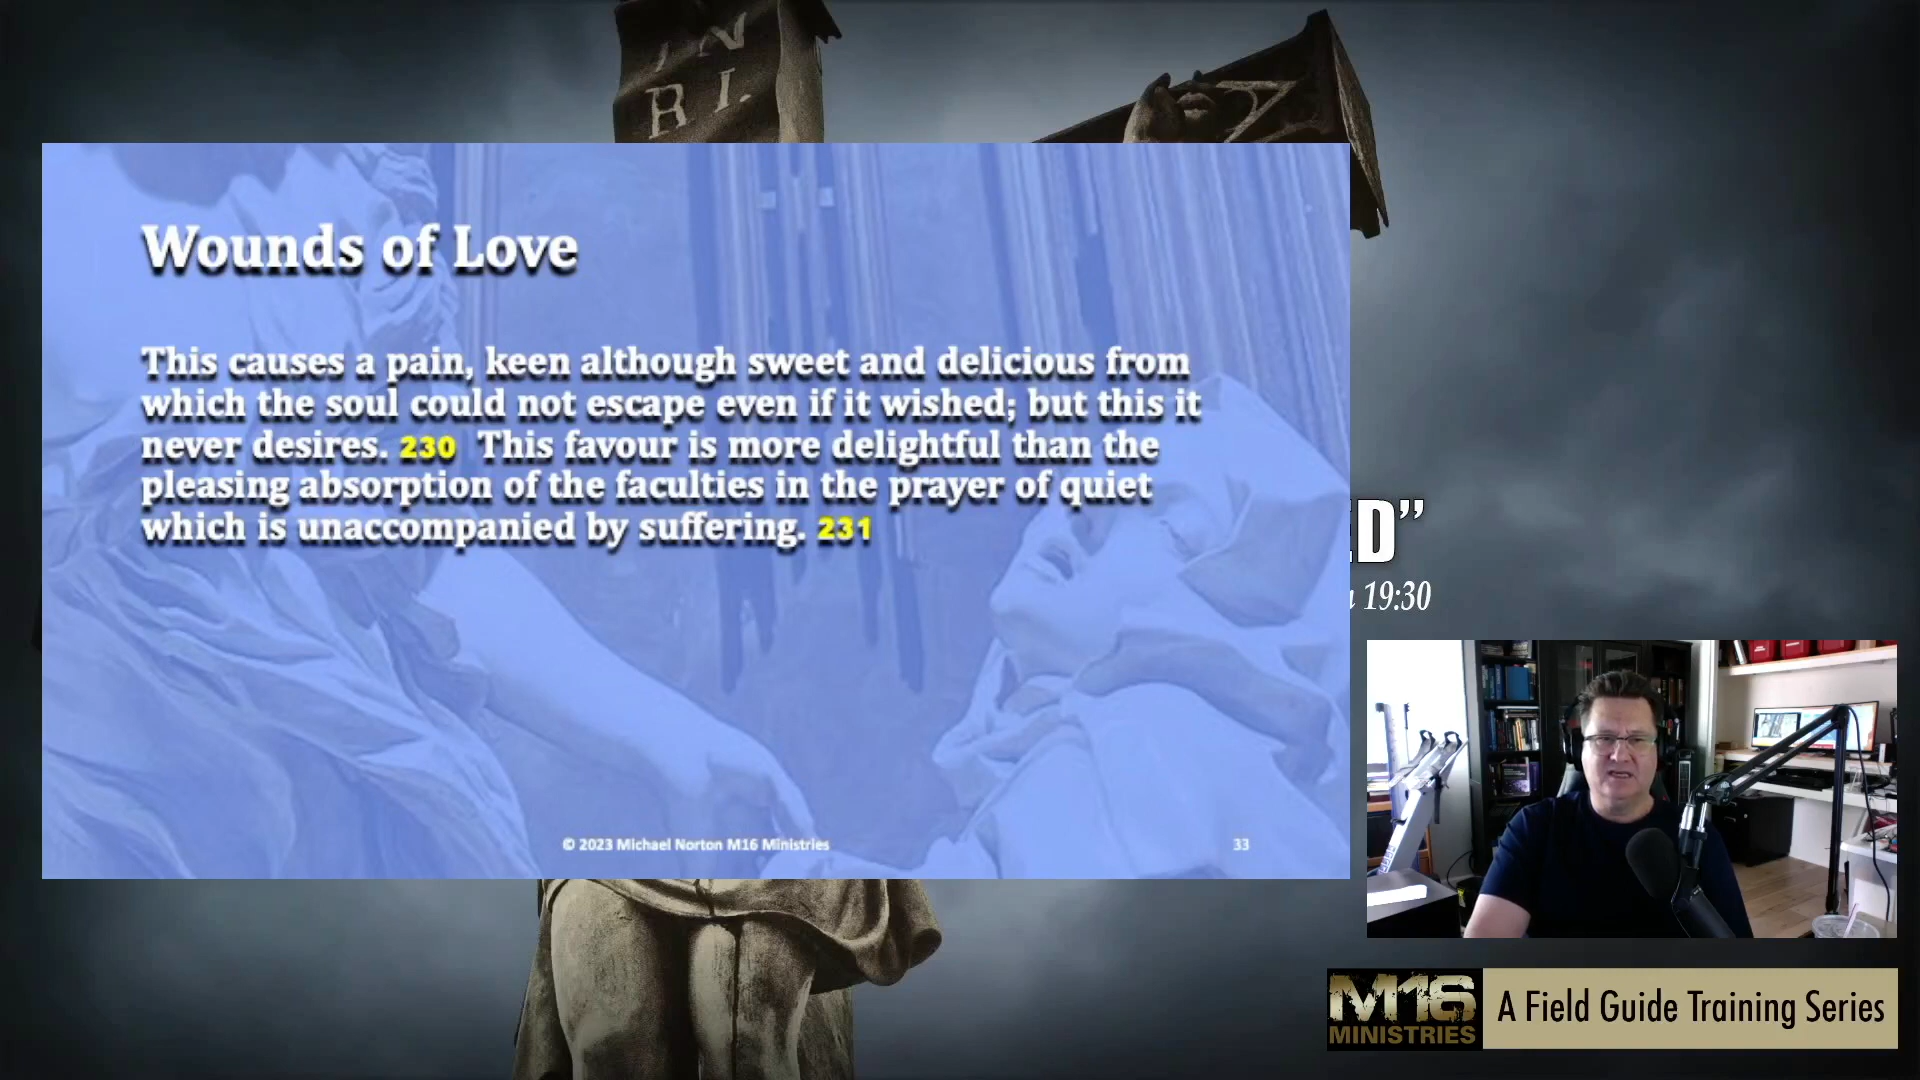 IN
RI.
Wounds of Love
This causes a pain, keen although sweet and delicious from
which the soul could not escape even if it wished; but this it
never desires. 230 This favour is more delightful than the
pleasing absorption of the faculties in the prayer of quiet
which is unaccompanied by suffering. 231
© 2023 Michael Norton M16 Ministries
33
ED”
19:30
M16
MINISTRIES
A Field Guide Training Series